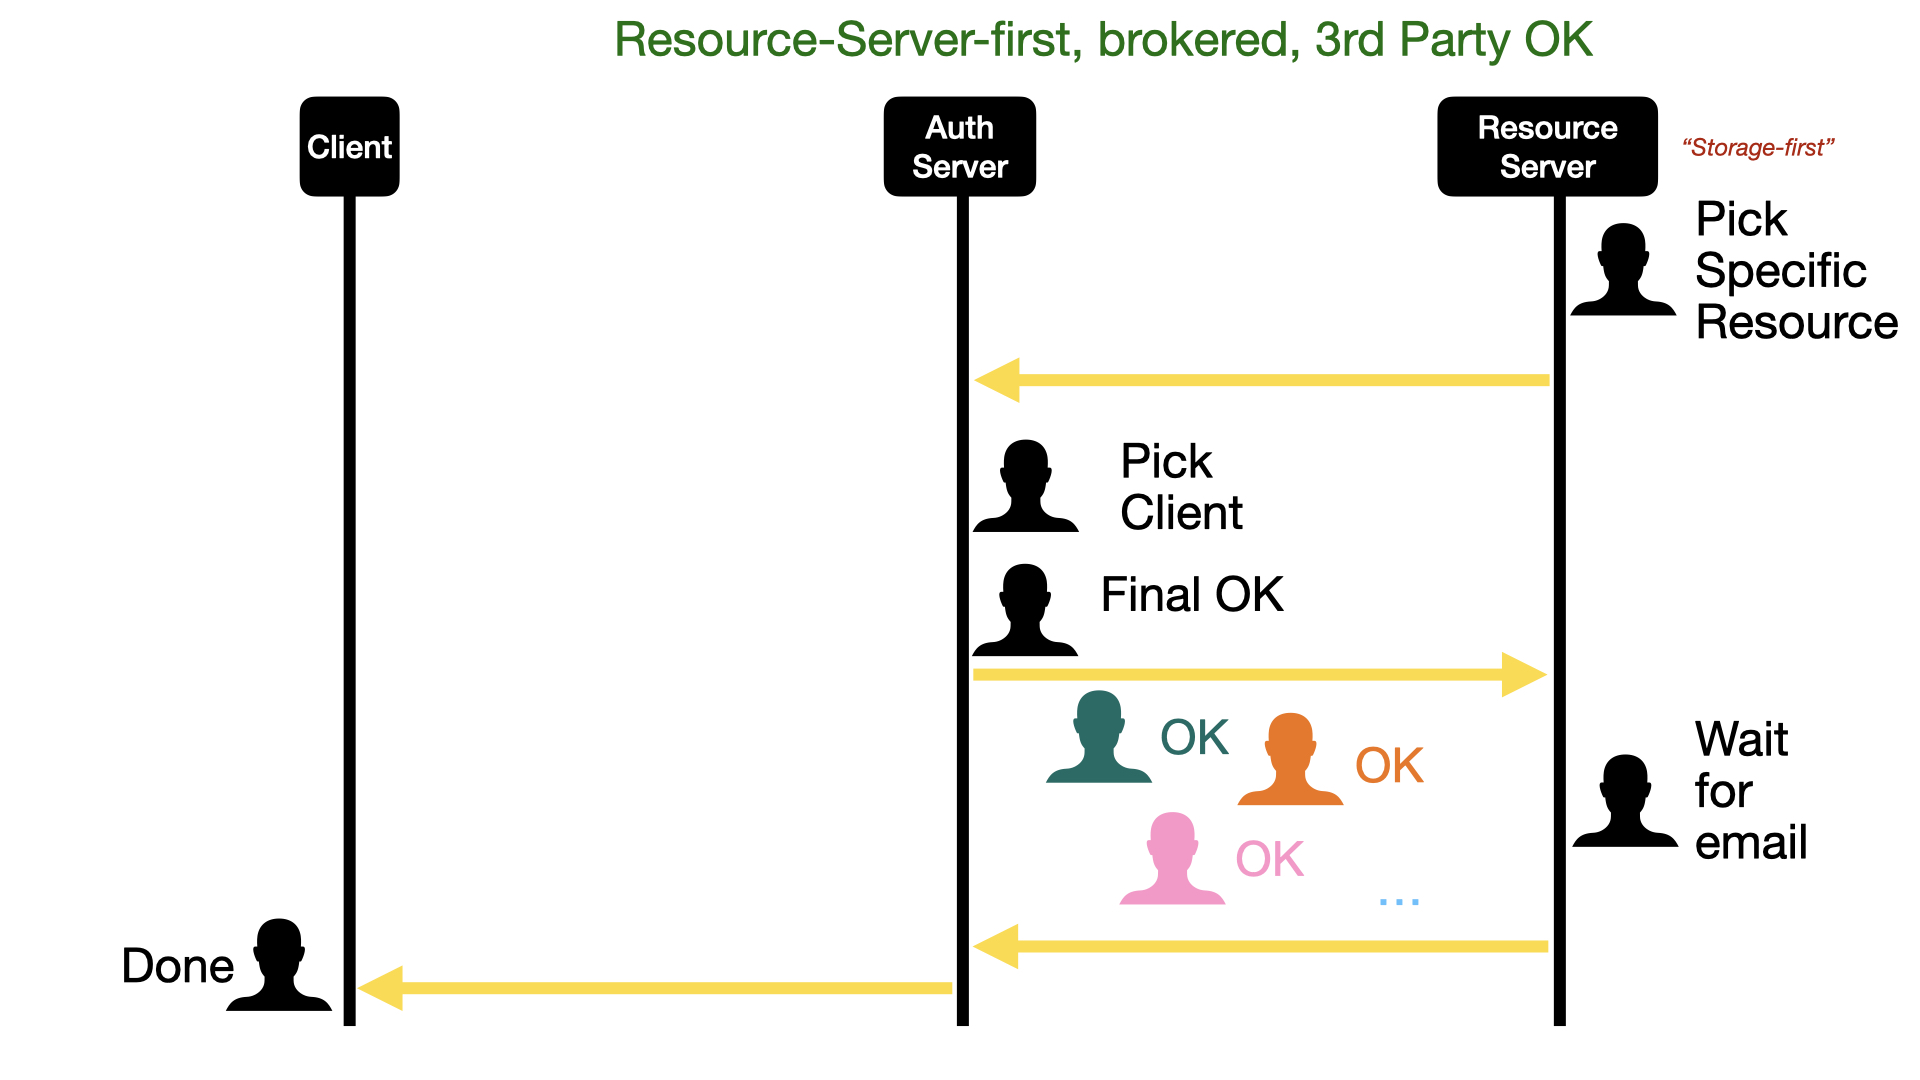 Resource-Server-first, brokered, 3rd Party OK
Client
Auth
Server
Resource
Server
“Storage-first”
Pick
Specific
Resource
Pick
Client
Final OK
OK
OK
OK
...
Wait
for
email
Done